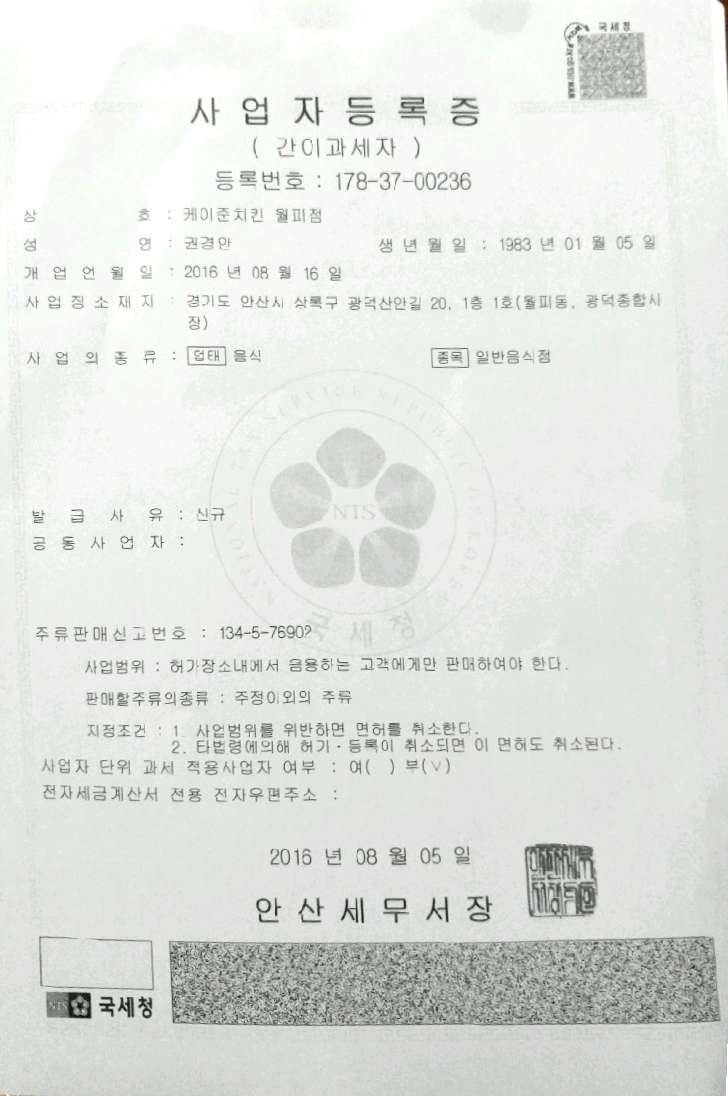 국세청
사업자등록증
( 간이과세자 )
등록번호 : 178-37-00236
상 호 : 케이준치킨 월피점
성 명 : 권경안 생년월일 : 1983 년 01 월 05 일
개업연월일 : 2016 년 08 월 16 일
사업장소재지 : 경기도 안산시 상록구 광덕산안길 20, 1층 1호(월피동, 광덕종합시
장)
사업의종류 : 업태 음식 종목 일반음식점
NATIONAL TAX SERVICE REPUBLIC OF KOREA
NTS
발급사유 : 신규
공동사업자 :
국세청
주류판매신고번호 : 134-5-7690?
사업범위 : 허가장소내에서 음용하는 고객에게만 판매하여야 한다.
판매할주류의종류 : 주정이외의 주류
지정조건 : 1. 사업범위를 위반하면 면허를 취소한다.
2. 타법령에의해 허가·등록이 취소되면 이 면허도 취소된다.
사업자 단위 과세 적용사업자 여부 : 여( ) 부(∨)
전자세금계산서 전용 전자우편주소 :
2016 년 08 월 05 일
안산세무서장
NTS 국세청